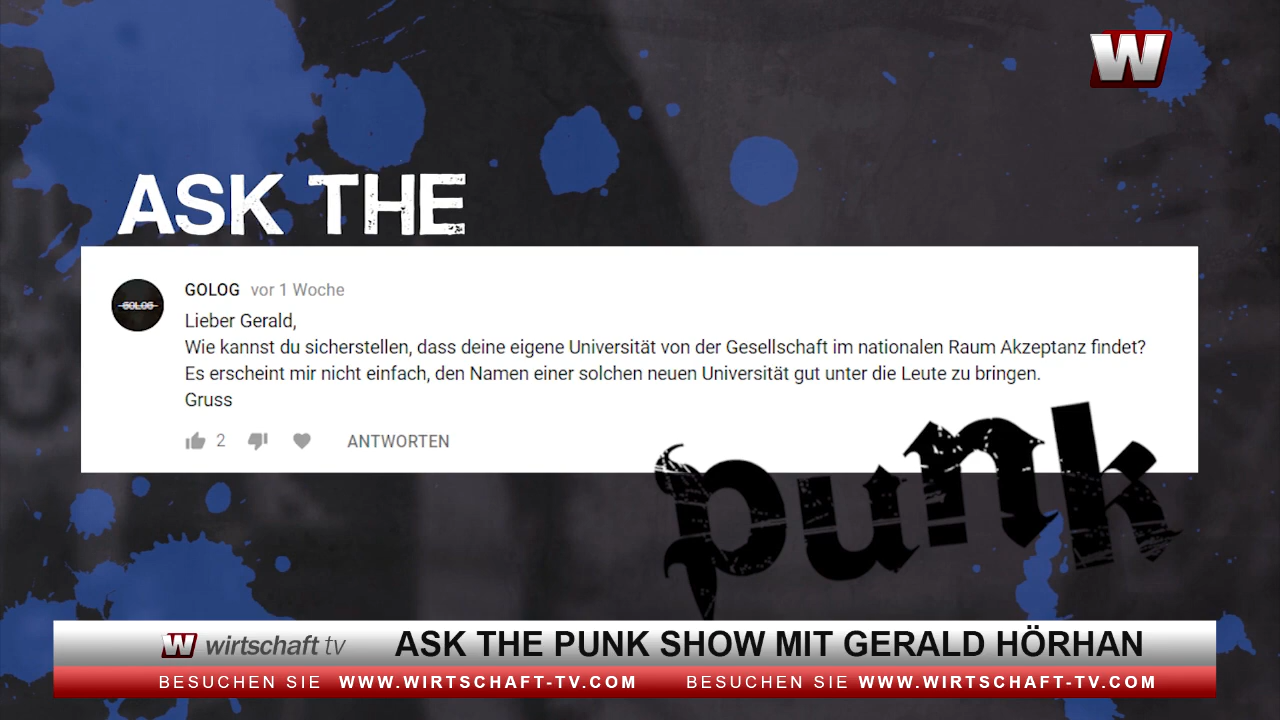 W
ASK THE
GOLOG vor 1 Woche
GOLOG
Lieber Gerald,
Wie kannst du sicherstellen, dass deine eigene Universität von der Gesellschaft im nationalen Raum Akzeptanz findet?
Es erscheint mir nicht einfach, den Namen einer solchen neuen Universität gut unter die Leute zu bringen.
Gruss
2 ANTWORTEN
punk
W wirtschaft tv ASK THE PUNK SHOW MIT GERALD HÖRHAN
BESUCHEN SIE WWW.WIRTSCHAFT-TV.COM BESUCHEN SIE WWW.WIRTSCHAFT-TV.COM